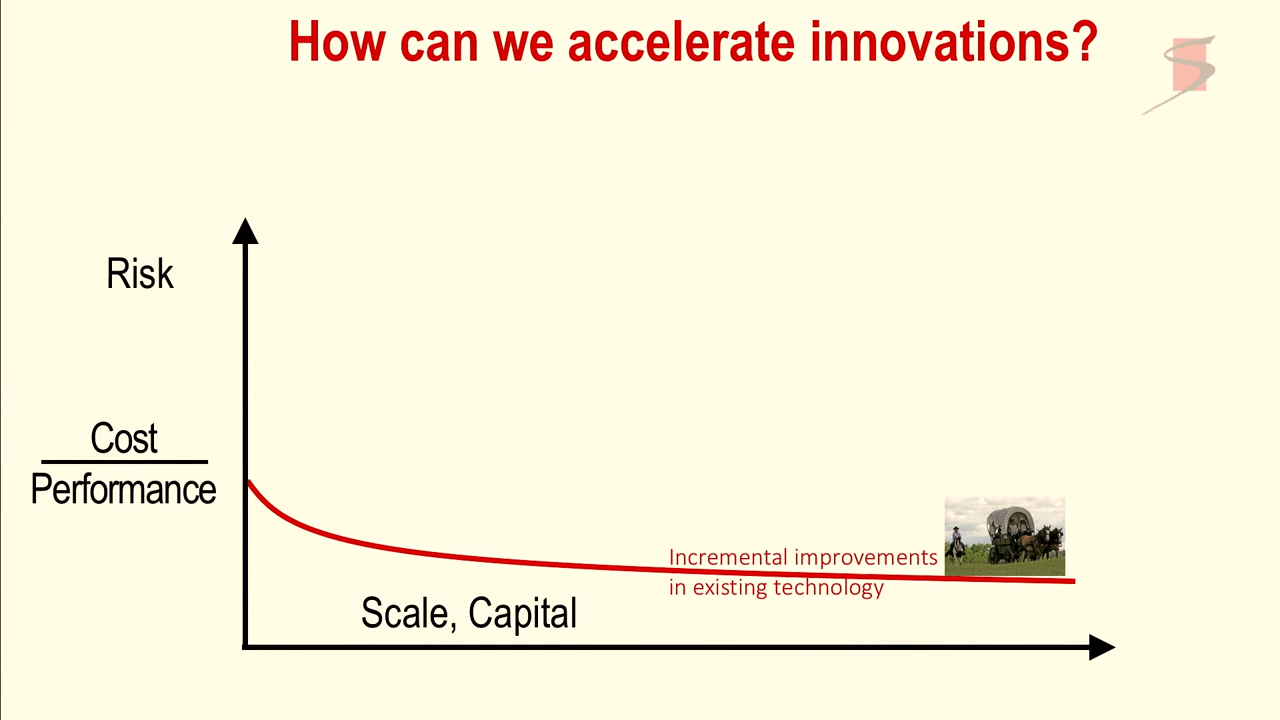 How can we accelerate innovations?
Risk
Cost
Performance
Incremental improvements
in existing technology
Scale, Capital